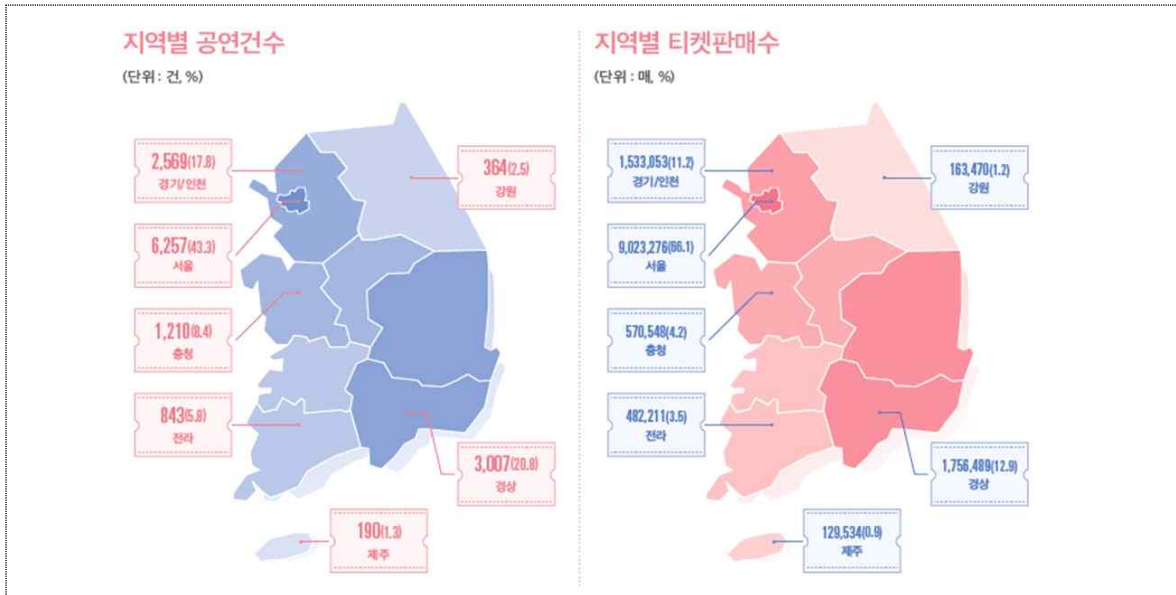 지역별 공연건수
(단위 : 건, %)
2,569(17.8)
경기/인천
364(2.5)
강원
6,257(43.3)
서울
1,210(8.4)
충청
843(5.8)
전라
3,007(20.8)
경상
190(1.3)
제주
지역별 티켓판매수
(단위 : 매, %)
1,533,053(11.2)
경기/인천
163,470(1.2)
강원
9,023,276(66.1)
서울
570,548(4.2)
충청
482,211(3.5)
전라
1,756,489(12.9)
경상
129,534(0.9)
제주